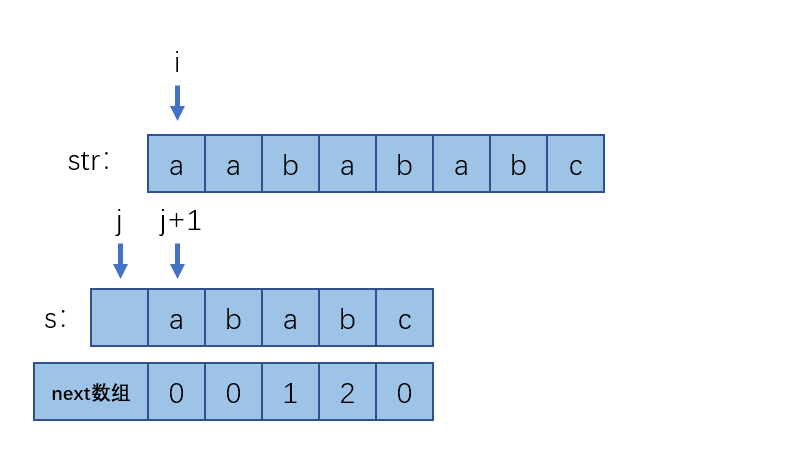 i
str： a a b a b a b c
j j+1
s： a b a b c
next数组 0 0 1 2 0